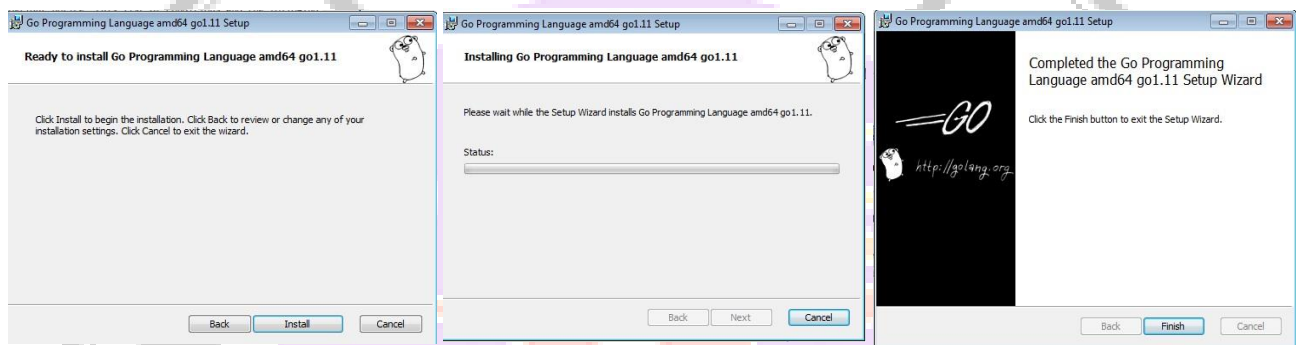 Go Programming Language amd64 go1.11 Setup
Ready to install Go Programming Language amd64 go1.11
Click Install to begin the installation. Click Back to review or change any of your
installation settings. Click Cancel to exit the wizard.
Back
Install
Cancel
Go Programming Language amd64 go1.11 Setup
Installing Go Programming Language amd64 go1.11
Please wait while the Setup Wizard installs Go Programming Language amd64 go1.11.
Status:
Back
Next
Cancel
Go Programming Language amd64 go1.11 Setup
GO
http://golang.org
Completed the Go Programming
Language amd64 go1.11 Setup Wizard
Click the Finish button to exit the Setup Wizard.
Back
Finish
Cancel